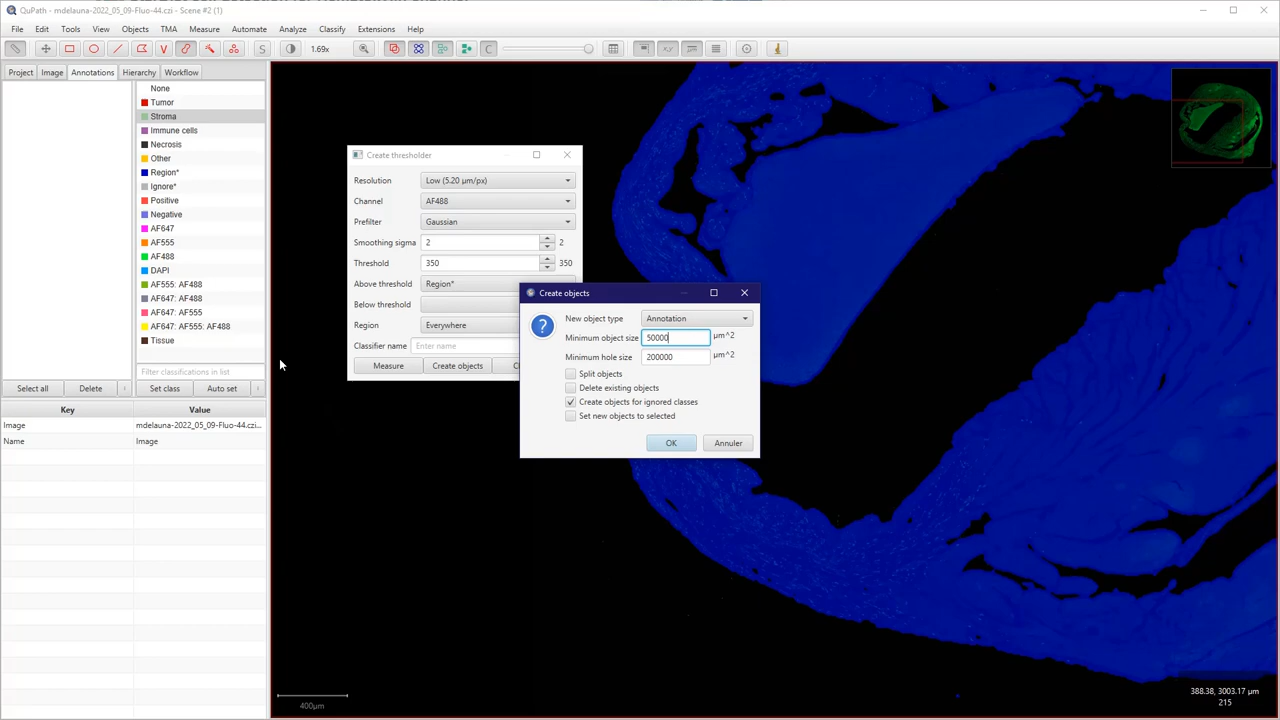 QuPath - mdelauna-2022_05_09-Fluo-44.czi - Scene #2 (1)
File Edit Tools View Objects TMA Measure Automate Analyze Classify Extensions Help
1.69x
Project Image Annotations Hierarchy Workflow
None
Tumor
Stroma
Immune cells
Necrosis
Other
Region*
Ignore*
Positive
Negative
AF647
AF555
AF488
DAPI
AF555: AF488
AF647: AF488
AF647: AF555
AF647: AF555: AF488
Tissue
Filter classifications in list
Select all Delete Set class Auto set
Key Value
Image mdelauna-2022_05_09-Fluo-44.czi...
Name Image
Create thresholder
Resolution Low (5.20 µm/px)
Channel AF488
Prefilter Gaussian
Smoothing sigma 2 2
Threshold 350 350
Above threshold Region*
Below threshold
Region Everywhere
Classifier name Enter name
Measure Create objects
Create objects
New object type Annotation
Minimum object size 50000 µm^2
Minimum hole size 200000 µm^2
Split objects
Delete existing objects
Create objects for ignored classes
Set new objects to selected
OK Annuler
400µm
388.38, 3003.17 µm
215